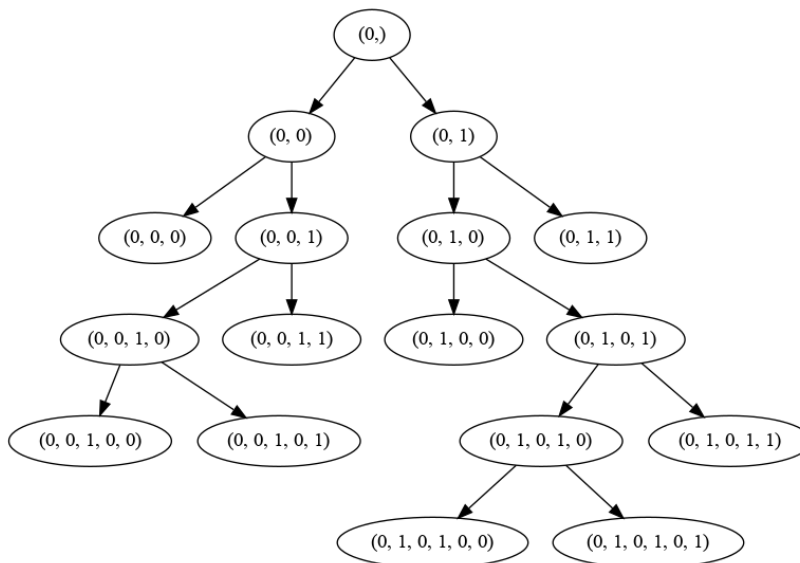 (0,)
(0, 0)
(0, 1)
(0, 0, 0)
(0, 0, 1)
(0, 1, 0)
(0, 1, 1)
(0, 0, 1, 0)
(0, 0, 1, 1)
(0, 1, 0, 0)
(0, 1, 0, 1)
(0, 0, 1, 0, 0)
(0, 0, 1, 0, 1)
(0, 1, 0, 1, 0)
(0, 1, 0, 1, 1)
(0, 1, 0, 1, 0, 0)
(0, 1, 0, 1, 0, 1)